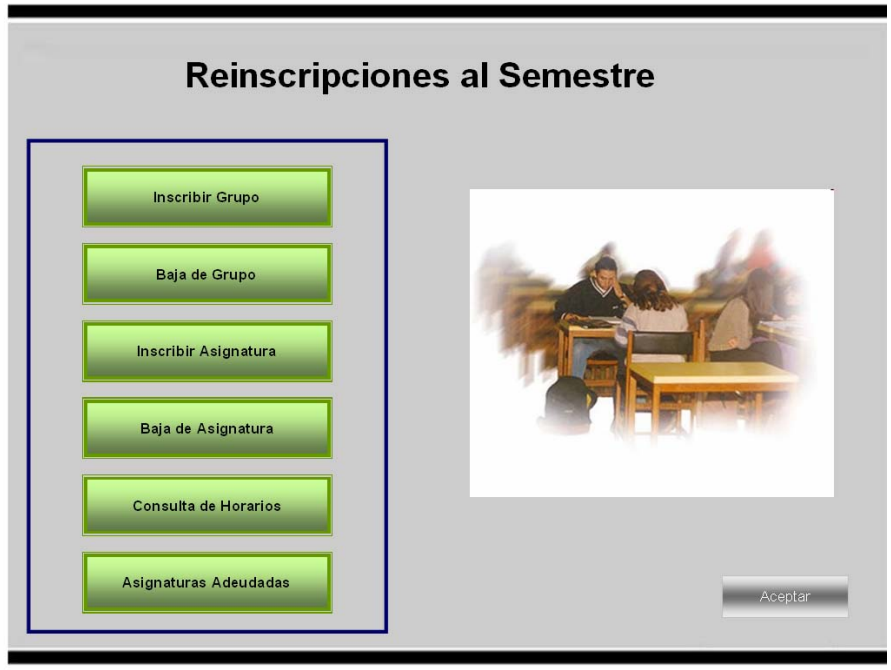 Reinscripciones al Semestre
Inscribir Grupo
Baja de Grupo
Inscribir Asignatura
Baja de Asignatura
Consulta de Horarios
Asignaturas Adeudadas
Aceptar